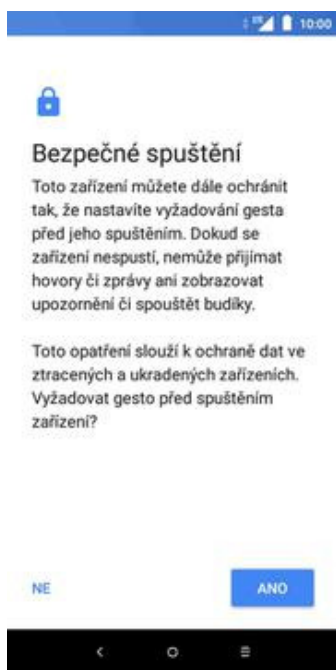 10:00
Bezpečné spuštění
Toto zařízení můžete dále ochránit
tak, že nastavíte vyžadování gesta
před jeho spuštěním. Dokud se
zařízení nespustí, nemůže přijímat
hovory či zprávy ani zobrazovat
upozornění či spouštět budíky.
Toto opatření slouží k ochraně dat ve
ztracených a ukradených zařízeních.
Vyžadovat gesto před spuštěním
zařízení?
NE
ANO